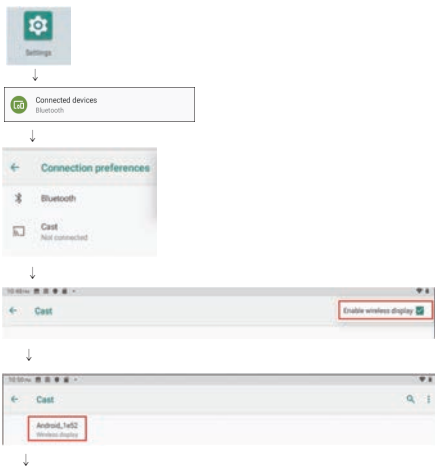 Settings
Connected devices
Bluetooth
Connection preferences
Bluetooth
Cast
Not connected
Cast
Enable wireless display
Cast
Android_1e52
Wireless display